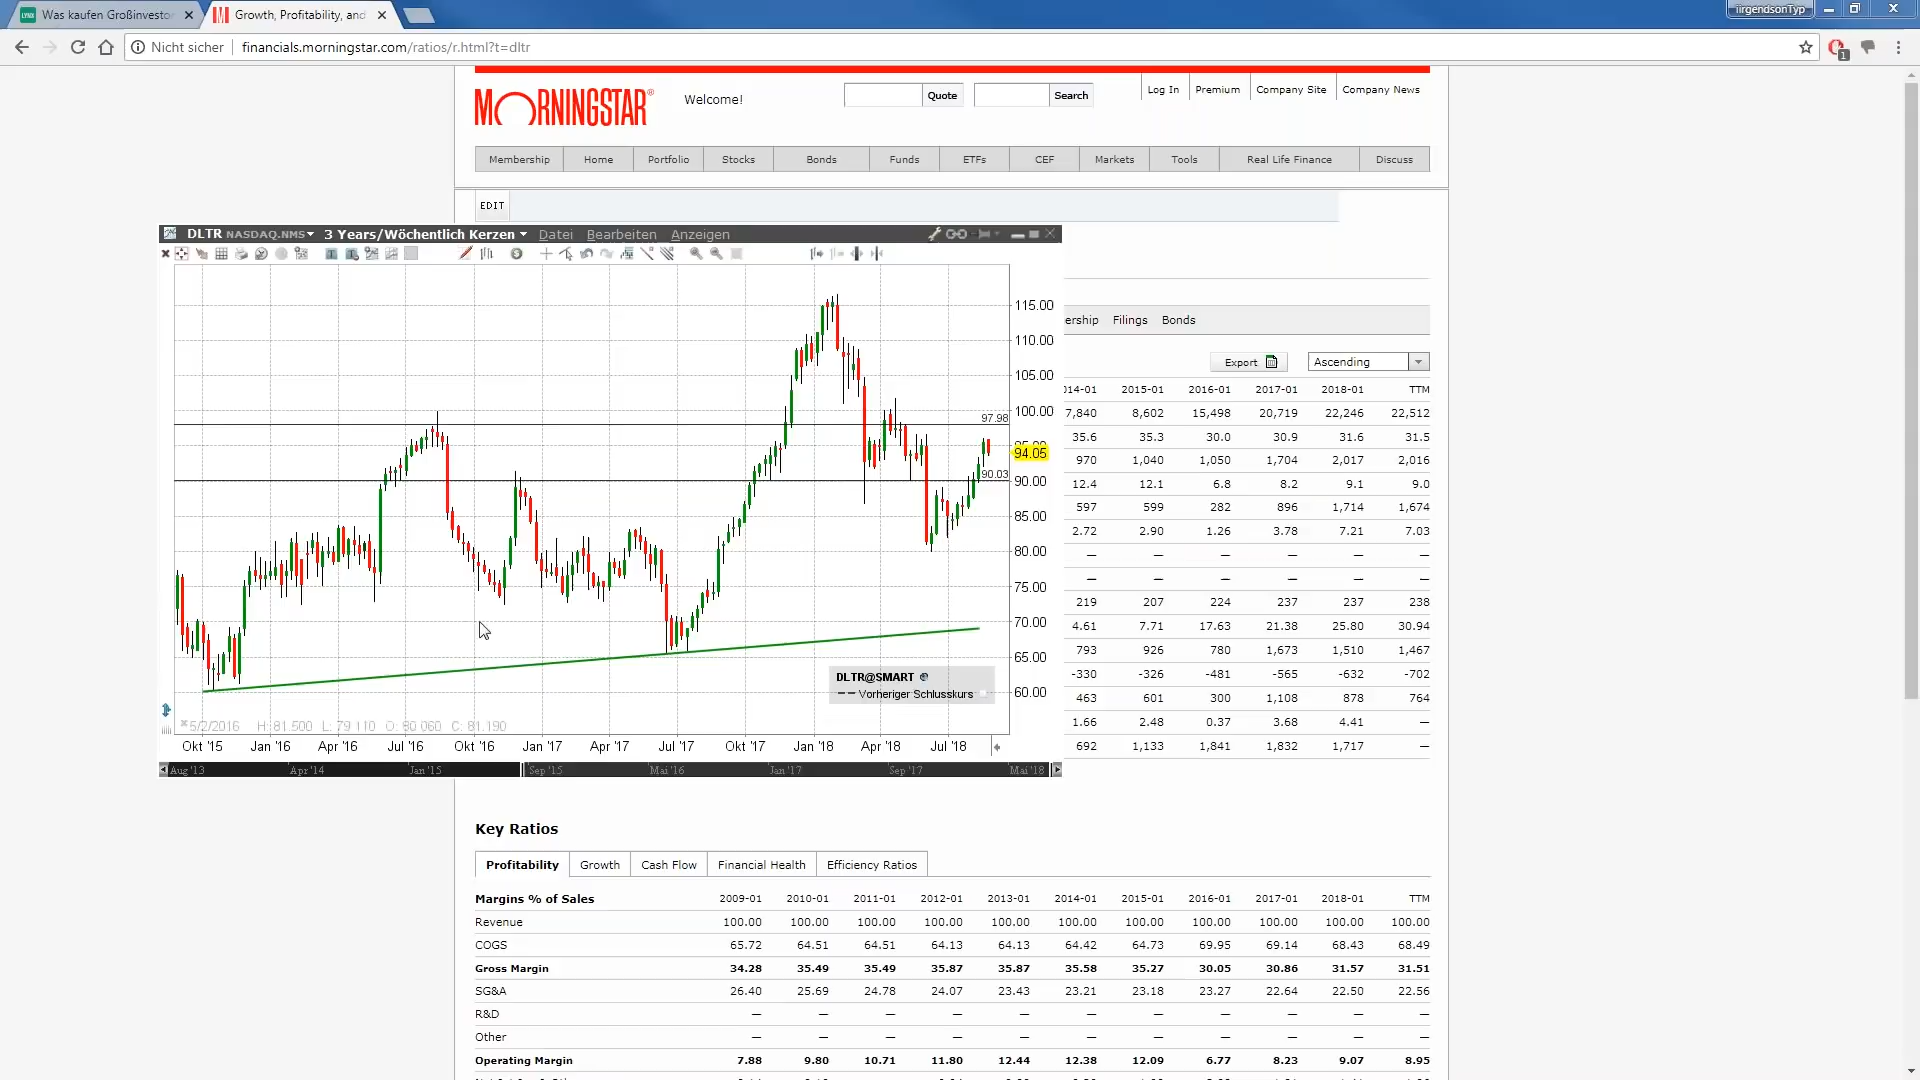 Was kaufen Großinvesto
Growth, Profitability, and
iirgendsonTyp
Nicht sicher
financials.morningstar.com/ratios/r.html?t=dltr
1
MORNINGSTAR®
Welcome!
Quote
Search
Log In
Premium
Company Site
Company News
Membership
Home
Portfolio
Stocks
Bonds
Funds
ETFs
CEF
Markets
Tools
Real Life Finance
Discuss
EDIT
DLTR NASDAQ.NMS 3 Years/Wöchentlich Kerzen Datei Bearbeiten Anzeigen
115.00
110.00
105.00
100.00
97.98
94.05
90.03
90.00
85.00
80.00
75.00
70.00
65.00
60.00
DLTR@SMART
Vorheriger Schlusskurs
5/2/2016 H: 81.500 L: 79.110 O: 80.060 C: 81.190
Okt '15 Jan '16 Apr '16 Jul '16 Okt '16 Jan '17 Apr '17 Jul '17 Okt '17 Jan '18 Apr '18 Jul '18
Aug '13 Apr '14 Jan '15 Sep '15 Mai '16 Jan '17 Sep '17 Mai '18
ership Filings Bonds
Export Ascending
14-01 2015-01 2016-01 2017-01 2018-01 TTM
7,840 8,602 15,498 20,719 22,246 22,512
35.6 35.3 30.0 30.9 31.6 31.5
970 1,040 1,050 1,704 2,017 2,016
12.4 12.1 6.8 8.2 9.1 9.0
597 599 282 896 1,714 1,674
2.72 2.90 1.26 3.78 7.21 7.03
— — — — — —
— — — — — —
219 207 224 237 237 238
4.61 7.71 17.63 21.38 25.80 30.94
793 926 780 1,673 1,510 1,467
-330 -326 -481 -565 -632 -702
463 601 300 1,108 878 764
1.66 2.48 0.37 3.68 4.41 —
692 1,133 1,841 1,832 1,717 —
Key Ratios
Profitability Growth Cash Flow Financial Health Efficiency Ratios
Margins % of Sales 2009-01 2010-01 2011-01 2012-01 2013-01 2014-01 2015-01 2016-01 2017-01 2018-01 TTM
Revenue 100.00 100.00 100.00 100.00 100.00 100.00 100.00 100.00 100.00 100.00 100.00
COGS 65.72 64.51 64.51 64.13 64.13 64.42 64.73 69.95 69.14 68.43 68.49
Gross Margin 34.28 35.49 35.49 35.87 35.87 35.58 35.27 30.05 30.86 31.57 31.51
SG&A 26.40 25.69 24.78 24.07 23.43 23.21 23.18 23.27 22.64 22.50 22.56
R&D — — — — — — — — — — —
Other — — — — — — — — — — —
Operating Margin 7.88 9.80 10.71 11.80 12.44 12.38 12.09 6.77 8.23 9.07 8.95